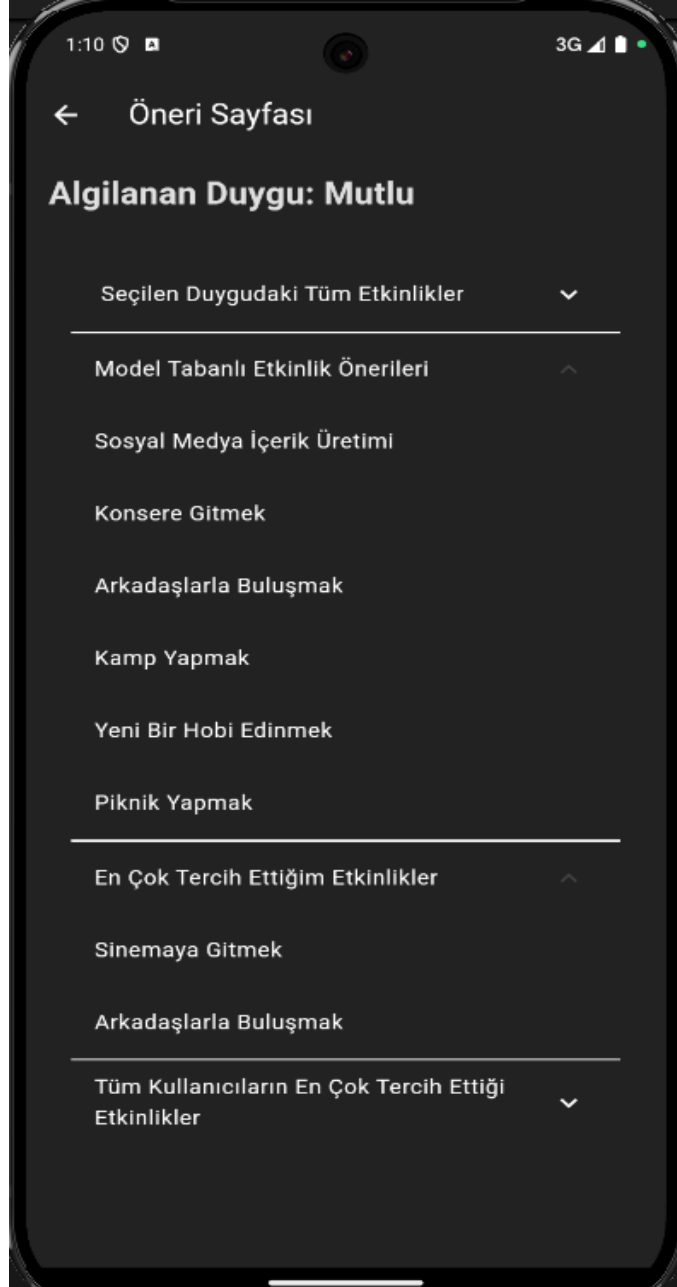 1:10 3G
Öneri Sayfası
Algilanan Duygu: Mutlu
Seçilen Duygudaki Tüm Etkinlikler
Model Tabanlı Etkinlik Önerileri
Sosyal Medya İçerik Üretimi
Konsere Gitmek
Arkadaşlarla Buluşmak
Kamp Yapmak
Yeni Bir Hobi Edinmek
Piknik Yapmak
En Çok Tercih Ettiğim Etkinlikler
Sinemaya Gitmek
Arkadaşlarla Buluşmak
Tüm Kullanıcıların En Çok Tercih Ettiği
Etkinlikler